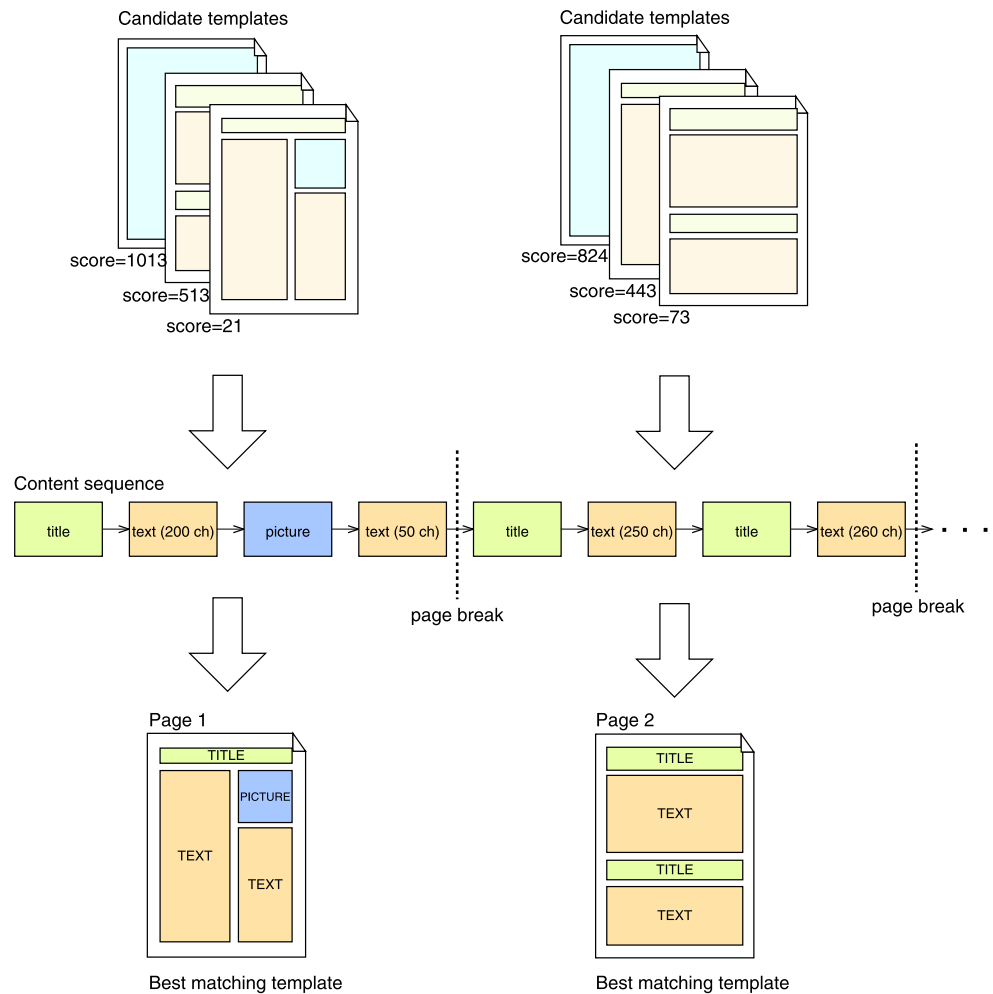 Candidate templates
Candidate templates
score=1013
score=513
score=21
score=824
score=443
score=73
Content sequence
title
text (200 ch)
picture
text (50 ch)
title
text (250 ch)
title
text (260 ch)
. . .
page break
page break
Page 1
TITLE
PICTURE
TEXT
TEXT
Best matching template
Page 2
TITLE
TEXT
TITLE
TEXT
Best matching template